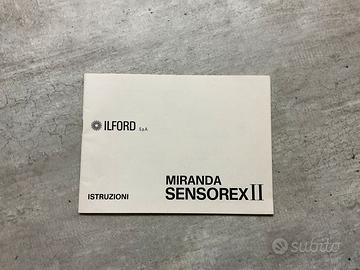 ILFORD S.p.A.
MIRANDA
SENSOREX II
ISTRUZIONI
subito